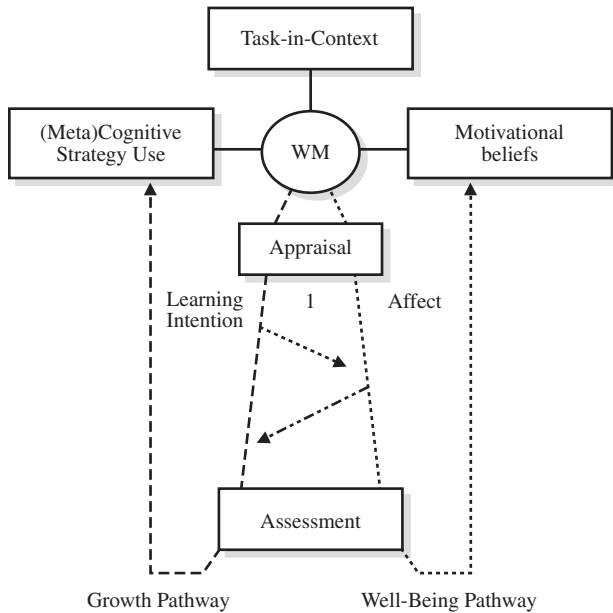 Task-in-Context
(Meta)Cognitive
Strategy Use
WM
Motivational
beliefs
Appraisal
Learning
Intention
1
Affect
Assessment
Growth Pathway
Well-Being Pathway